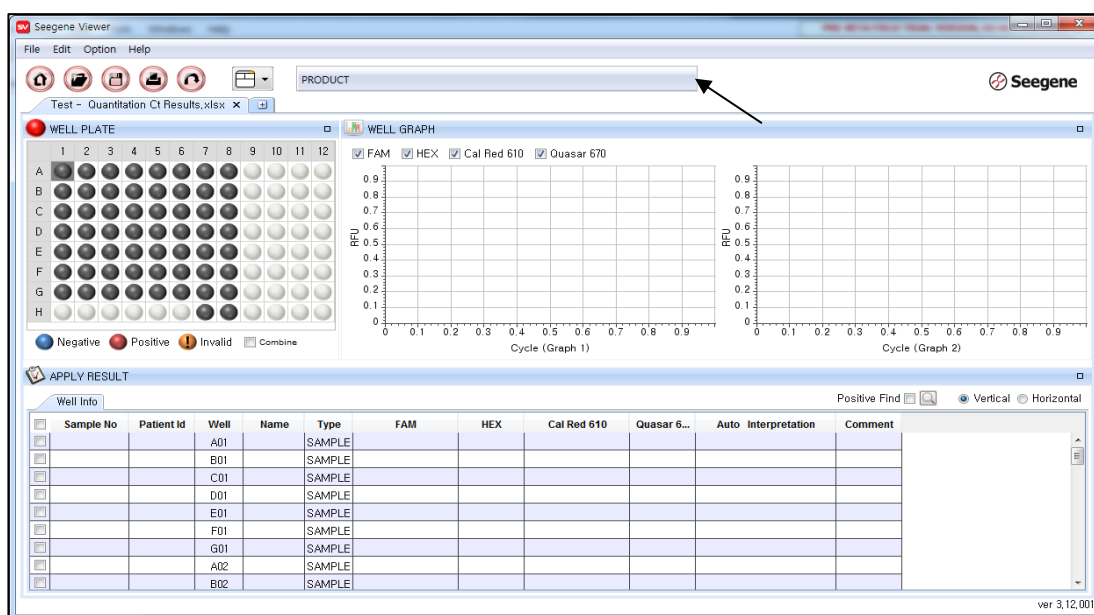 SV Seegene Viewer
File Edit Option Help
PRODUCT
Seegene
Test - Quantitation Ct Results,xlsx
WELL PLATE
1 2 3 4 5 6 7 8 9 10 11 12
A
B
C
D
E
F
G
H
Negative Positive Invalid Combine
WELL GRAPH
FAM HEX Cal Red 610 Quasar 670
RFU
0.9
0.8
0.7
0.6
0.5
0.4
0.3
0.2
0.1
0
0 0.1 0.2 0.3 0.4 0.5 0.6 0.7 0.8 0.9
Cycle (Graph 1)
RFU
0.9
0.8
0.7
0.6
0.5
0.4
0.3
0.2
0.1
0
0 0.1 0.2 0.3 0.4 0.5 0.6 0.7 0.8 0.9
Cycle (Graph 2)
APPLY RESULT
Well Info
Positive Find Vertical Horizontal
Sample No Patient Id Well Name Type FAM HEX Cal Red 610 Quasar 6... Auto Interpretation Comment
A01 SAMPLE
B01 SAMPLE
C01 SAMPLE
D01 SAMPLE
E01 SAMPLE
F01 SAMPLE
G01 SAMPLE
A02 SAMPLE
B02 SAMPLE
ver 3,12,001